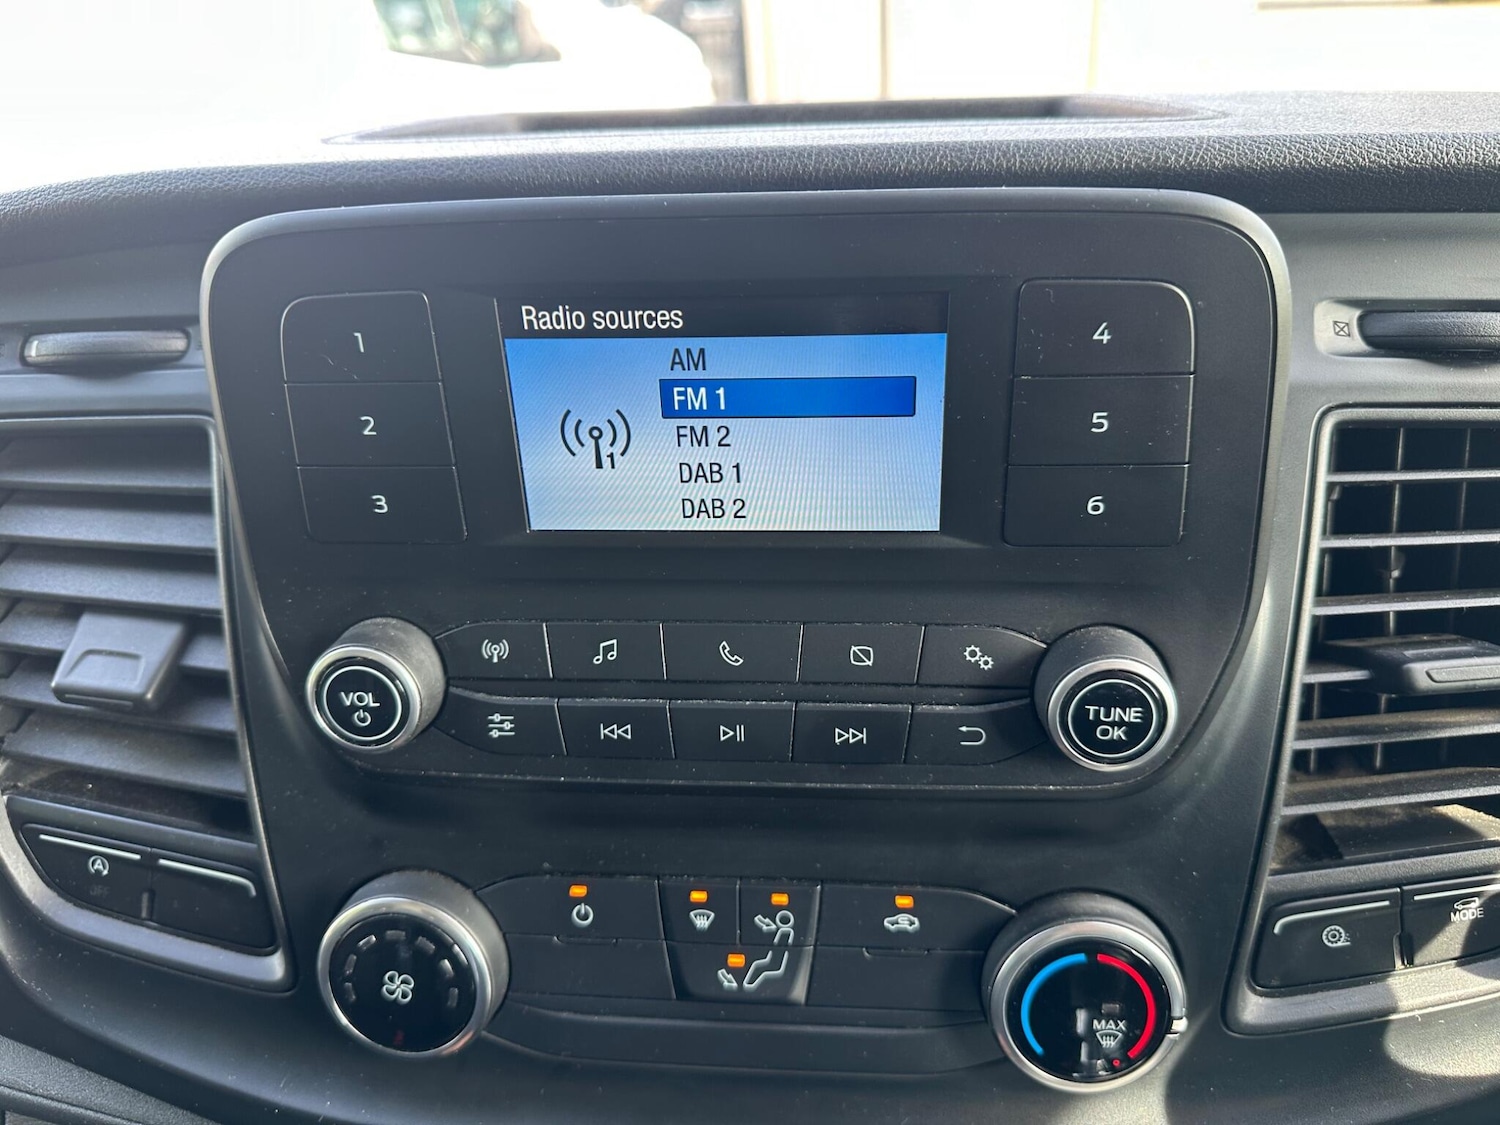 Radio sources
AM
FM 1
FM 2
DAB 1
DAB 2
1
2
3
4
5
6
VOL
TUNE
OK
A
OFF
MODE
MAX